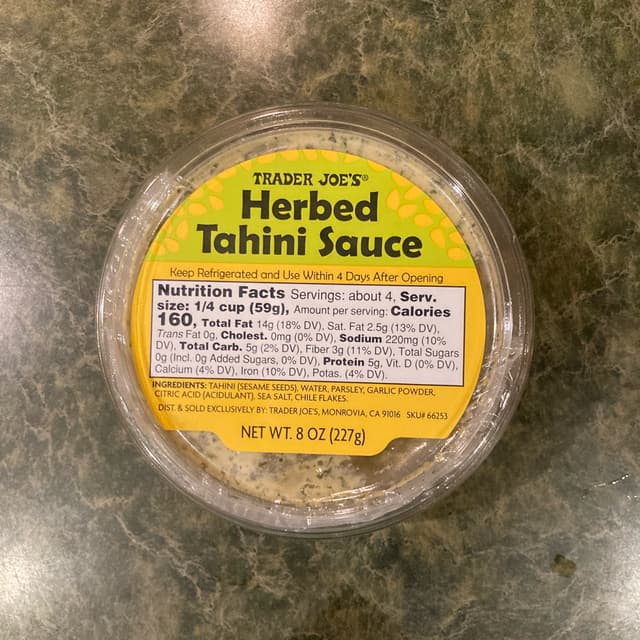 TRADER JOE'S®
Herbed
Tahini Sauce
Keep Refrigerated and Use Within 4 Days After Opening
Nutrition Facts Servings: about 4, Serv.
size: 1/4 cup (59g), Amount per serving: Calories
160, Total Fat 14g (18% DV), Sat. Fat 2.5g (13% DV),
Trans Fat 0g, Cholest. 0mg (0% DV), Sodium 220mg (10%
DV), Total Carb. 5g (2% DV), Fiber 3g (11% DV), Total Sugars
0g (Incl. 0g Added Sugars, 0% DV), Protein 5g, Vit. D (0% DV),
Calcium (4% DV), Iron (10% DV), Potas. (4% DV).
INGREDIENTS: TAHINI (SESAME SEEDS), WATER, PARSLEY, GARLIC POWDER,
CITRIC ACID (ACIDULANT), SEA SALT, CHILE FLAKES.
DIST. & SOLD EXCLUSIVELY BY: TRADER JOE'S, MONROVIA, CA 91016 SKU# 66253
NET WT. 8 OZ (227g)